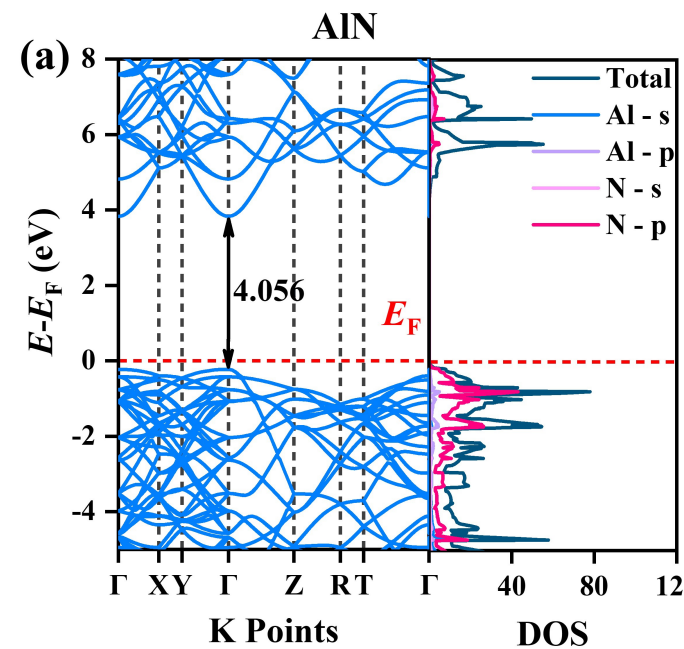 AlN
(a)
E-EF (eV)
8
6
4
2
0
-2
-4
4.056
EF
Total
Al - s
Al - p
N - s
N - p
Γ X Y Γ Z R T Γ
40 80 12
K Points
DOS